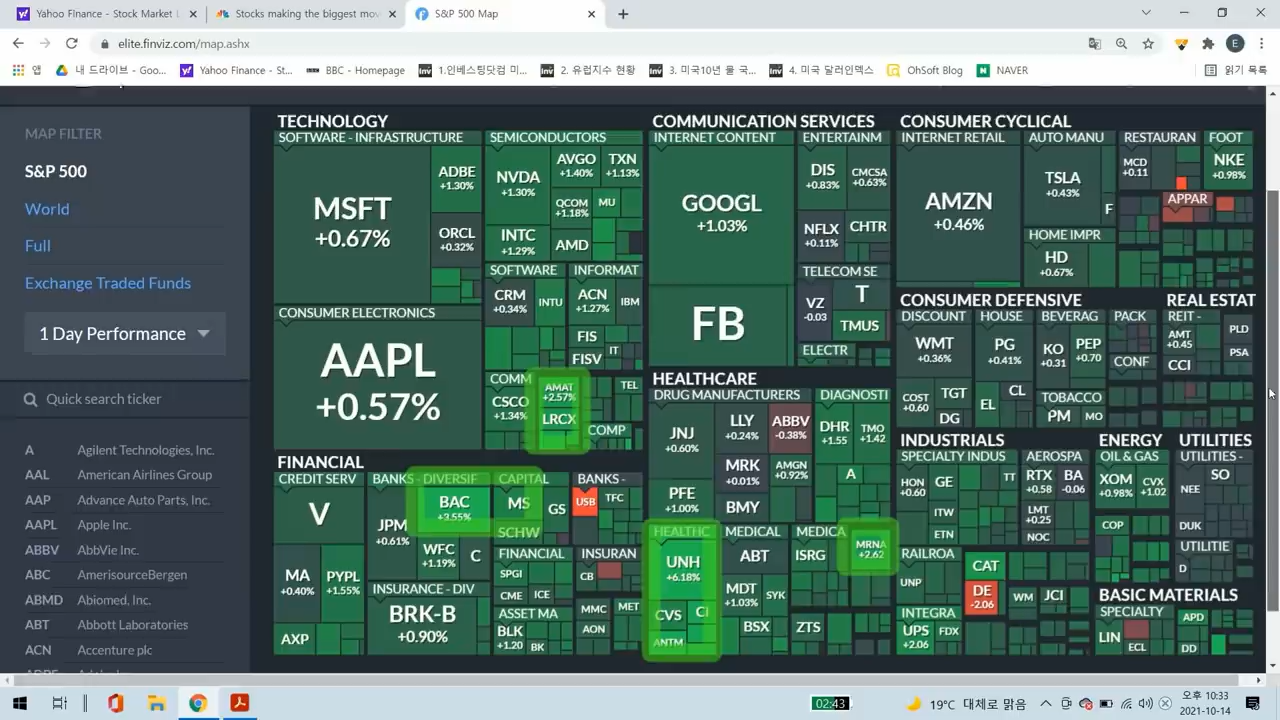 Yahoo Finance - Stock Market L
Stocks making the biggest mov
S&P 500 Map
elite.finviz.com/map.ashx
E
앱
내 드라이브 - Goo...
Yahoo Finance - St...
BBC - Homepage
1.인베스팅닷컴 미...
2. 유럽지수 현황
3. 미국10년 물 국...
4. 미국 달러인덱스
OhSoft Blog
NAVER
읽기 목록
MAP FILTER
S&P 500
World
Full
Exchange Traded Funds
1 Day Performance
Quick search ticker
A Agilent Technologies, Inc.
AAL American Airlines Group
AAP Advance Auto Parts, Inc.
AAPL Apple Inc.
ABBV AbbVie Inc.
ABC AmerisourceBergen
ABMD Abiomed, Inc.
ABT Abbott Laboratories
ACN Accenture plc
TECHNOLOGY
SOFTWARE - INFRASTRUCTURE
MSFT
+0.67%
ADBE
+1.30%
ORCL
+0.32%
SEMICONDUCTORS
NVDA
+1.30%
AVGO
+1.40%
TXN
+1.13%
QCOM
+1.18%
MU
INTC
+1.29%
AMD
CONSUMER ELECTRONICS
AAPL
+0.57%
SOFTWARE
CRM
+0.34%
INTU
INFORMAT
ACN
+1.27%
IBM
FIS
FISV
IT
COMM
CSCO
+1.34%
AMAT
+2.57%
LRCX
TEL
COMP
COMMUNICATION SERVICES
INTERNET CONTENT
GOOGL
+1.03%
FB
ENTERTAINM
DIS
+0.83%
CMCSA
+0.63%
NFLX
+0.11%
CHTR
TELECOM SE
VZ
-0.03
T
TMUS
ELECTR
CONSUMER CYCLICAL
INTERNET RETAIL
AMZN
+0.46%
AUTO MANU
TSLA
+0.43%
F
HOME IMPR
HD
+0.67%
RESTAURAN
MCD
+0.11
FOOT
NKE
+0.98%
APPAR
FINANCIAL
CREDIT SERV
V
MA
+0.40%
PYPL
+1.55%
AXP
BANKS - DIVERSIF
JPM
+0.61%
BAC
+3.55%
WFC
+1.19%
C
INSURANCE - DIV
BRK-B
+0.90%
CAPITAL
MS
GS
SCHW
FINANCIAL
SPGI
CME
ICE
ASSET MA
BLK
+1.20
BK
BANKS -
USB
TFC
INSURAN
CB
MMC
MET
AON
HEALTHCARE
DRUG MANUFACTURERS
JNJ
+0.60%
LLY
+0.24%
ABBV
-0.38%
MRK
+0.01%
AMGN
+0.92%
PFE
+1.00%
BMY
DIAGNOSTI
DHR
+1.55
TMO
+1.42
A
HEALTHC
UNH
+6.18%
CVS
CI
ANTM
MEDICAL
ABT
MDT
+1.03%
SYK
BSX
MEDICA
ISRG
MRNA
+2.62
ZTS
CONSUMER DEFENSIVE
DISCOUNT
WMT
+0.36%
COST
+0.60
TGT
DG
HOUSE
PG
+0.41%
EL
CL
BEVERAG
KO
+0.31
PEP
+0.70
PACK
CONF
TOBACCO
PM
MO
REAL ESTAT
REIT -
AMT
+0.45
CCI
PLD
PSA
INDUSTRIALS
SPECIALTY INDUS
HON
+0.60
GE
TT
ITW
ETN
AEROSPA
RTX
+0.58
BA
-0.06
LMT
+0.25
NOC
RAILROA
UNP
CAT
DE
-2.06
WM
JCI
INTEGRA
UPS
+2.06
FDX
ENERGY
OIL & GAS
XOM
+0.98%
CVX
+1.02
COP
UTILITIES
UTILITIES -
SO
NEE
DUK
UTILITIE
D
BASIC MATERIALS
SPECIALTY
LIN
ECL
APD
DD
02:43
19°C 대체로 맑음
오후 10:33
2021-10-14